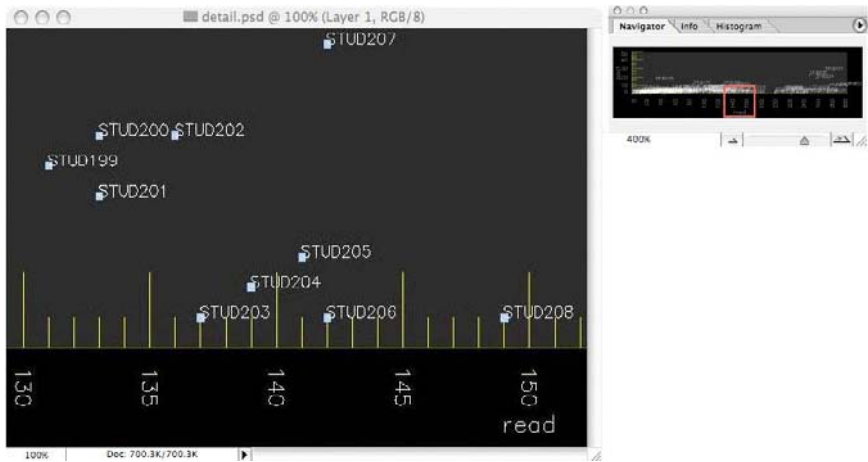 detail.psd @ 100% (Layer 1, RGB/8)
STUD207
STUD200
STUD202
STUD199
STUD201
STUD205
STUD204
STUD203
STUD206
STUD208
130
135
140
145
150
read
100%
Doc: 700.3K/700.3K
Navigator
Info
Histogram
read
400%